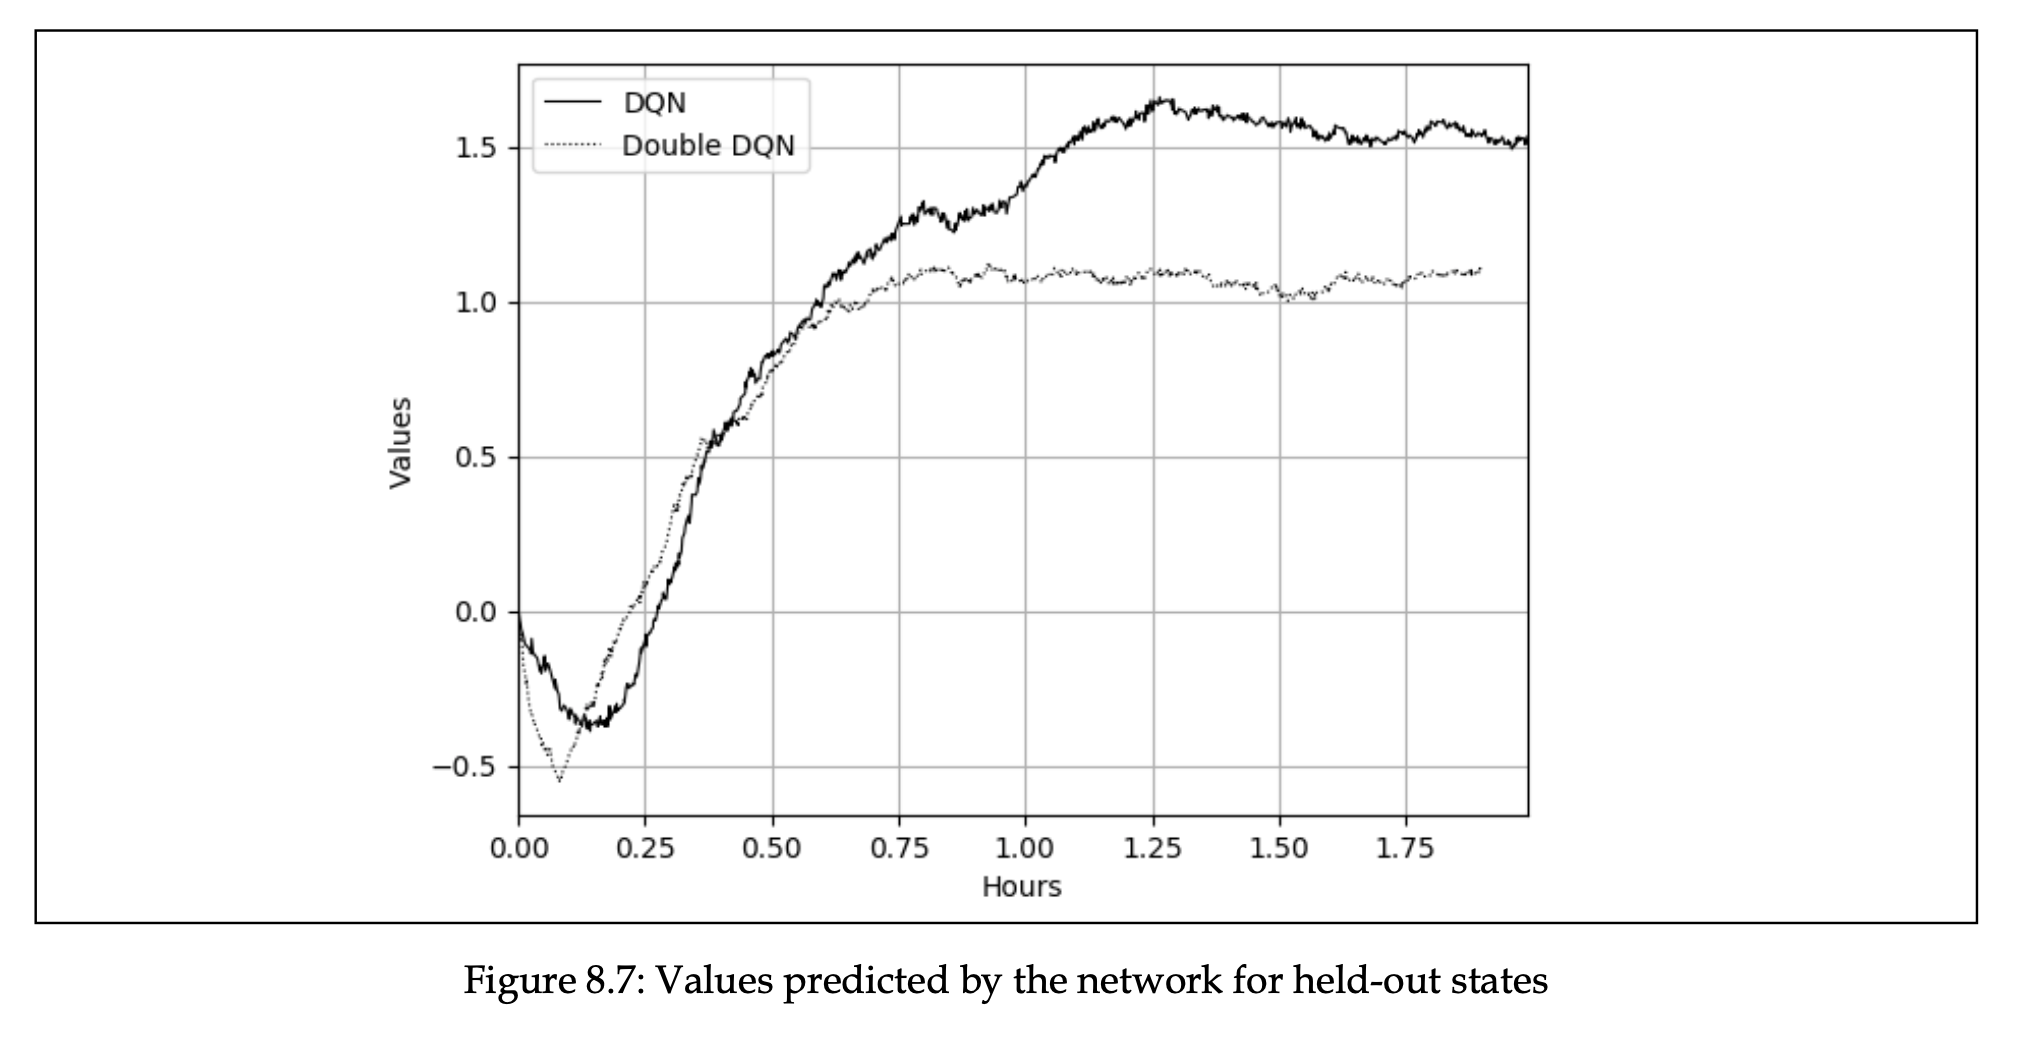 DQN
Double DQN
1.5
1.0
0.5
0.0
−0.5
Values
0.00 0.25 0.50 0.75 1.00 1.25 1.50 1.75
Hours
Figure 8.7: Values predicted by the network for held-out states